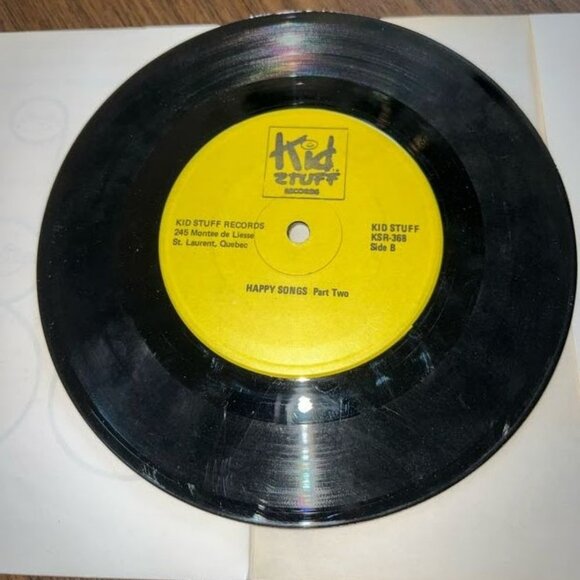 Kid
STUFF
RECORDS
KID STUFF RECORDS
245 Montee de Liesse
St. Laurent, Quebec
KID STUFF
KSR-368
Side B
HAPPY SONGS Part Two